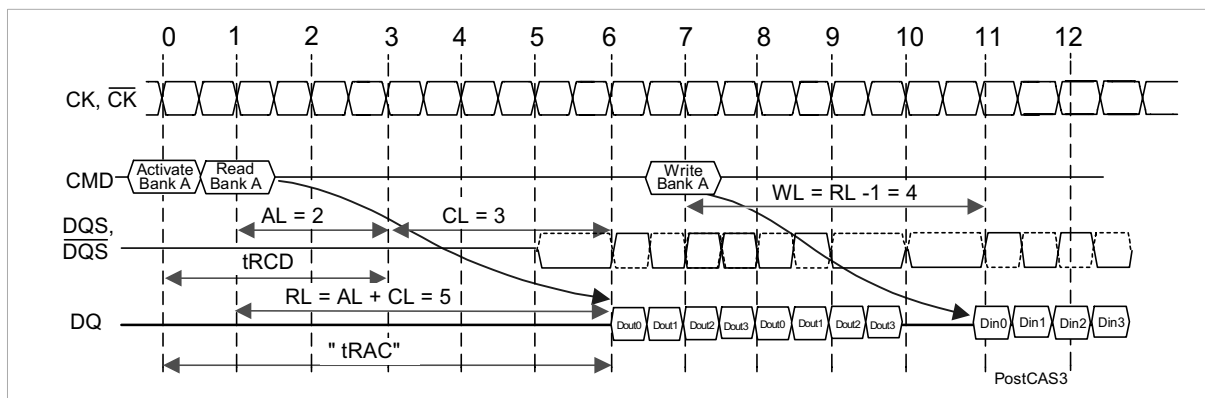 0 1 2 3 4 5 6 7 8 9 10 11 12
CK, CK
CMD
Activate
Bank A
Read
Bank A
Write
Bank A
WL = RL -1 = 4
AL = 2
CL = 3
DQS,
DQS
tRCD
RL = AL + CL = 5
DQ
Dout0 Dout1 Dout2 Dout3 Dout0 Dout1 Dout2 Dout3
Din0 Din1 Din2 Din3
" tRAC"
PostCAS3